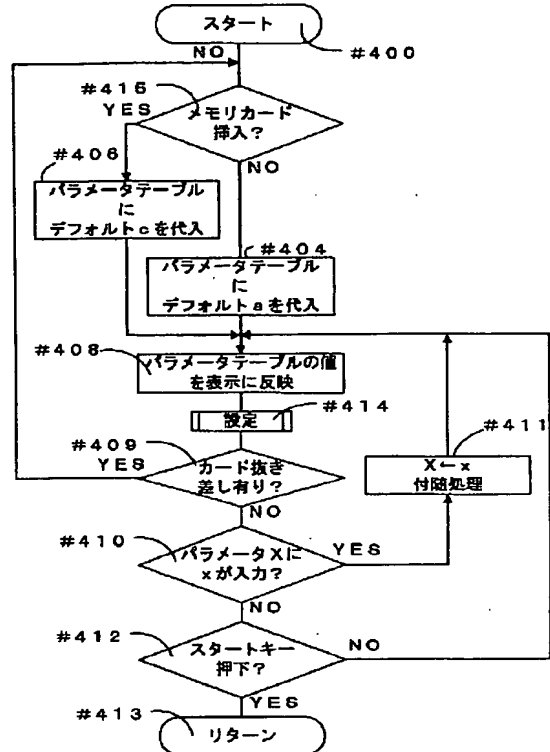 スタート
#400
NO
#415
YES
メモリカード
挿入？
NO
#406
パラメータテーブル
に
デフォルトcを代入
#404
パラメータテーブル
に
デフォルトaを代入
#408
パラメータテーブルの値
を表示に反映
設定
#414
#409
YES
カード抜き
差し有り？
NO
#411
X←x
付随処理
#410
パラメータXに
xが入力？
YES
NO
#412
スタートキー
押下？
NO
YES
#413
リターン